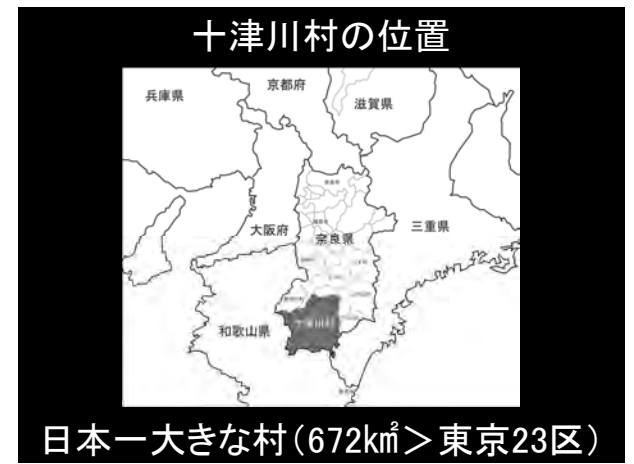 十津川村の位置
京都府
兵庫県
滋賀県
大阪府
奈良県
三重県
和歌山県
十津川村
日本一大きな村(672k㎡>東京23区)